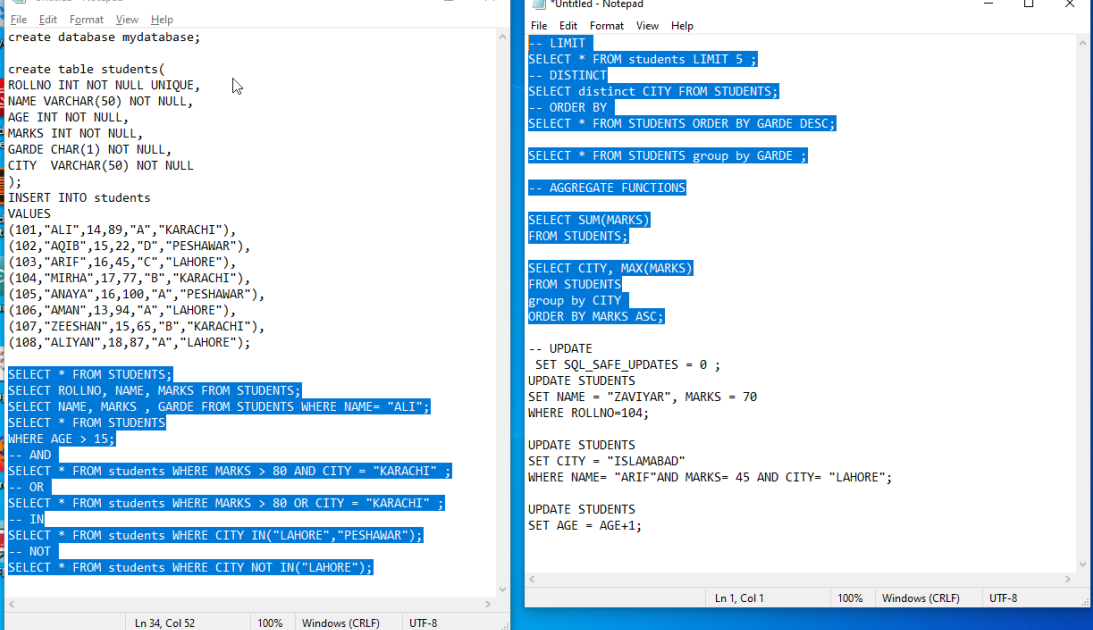 File Edit Format View Help
create database mydatabase;
create table students(
ROLLNO INT NOT NULL UNIQUE,
NAME VARCHAR(50) NOT NULL,
AGE INT NOT NULL,
MARKS INT NOT NULL,
GARDE CHAR(1) NOT NULL,
CITY  VARCHAR(50) NOT NULL
);
INSERT INTO students
VALUES
(101,"ALI",14,89,"A","KARACHI"),
(102,"AQIB",15,22,"D","PESHAWAR"),
(103,"ARIF",16,45,"C","LAHORE"),
(104,"MIRHA",17,77,"B","KARACHI"),
(105,"ANAYA",16,100,"A","PESHAWAR"),
(106,"AMAN",13,94,"A","LAHORE"),
(107,"ZEESHAN",15,65,"B","KARACHI"),
(108,"ALIYAN",18,87,"A","LAHORE");
SELECT * FROM STUDENTS;
SELECT ROLLNO, NAME, MARKS FROM STUDENTS;
SELECT NAME, MARKS , GARDE FROM STUDENTS WHERE NAME= "ALI";
SELECT * FROM STUDENTS
WHERE AGE > 15;
-- AND
SELECT * FROM students WHERE MARKS > 80 AND CITY = "KARACHI" ;
-- OR
SELECT * FROM students WHERE MARKS > 80 OR CITY = "KARACHI" ;
-- IN
SELECT * FROM students WHERE CITY IN("LAHORE","PESHAWAR");
-- NOT
SELECT * FROM students WHERE CITY NOT IN("LAHORE");
Ln 34, Col 52 100% Windows (CRLF) UTF-8
*Untitled - Notepad
File Edit Format View Help
-- LIMIT
SELECT * FROM students LIMIT 5 ;
-- DISTINCT
SELECT distinct CITY FROM STUDENTS;
-- ORDER BY
SELECT * FROM STUDENTS ORDER BY GARDE DESC;
SELECT * FROM STUDENTS group by GARDE ;
-- AGGREGATE FUNCTIONS
SELECT SUM(MARKS)
FROM STUDENTS;
SELECT CITY, MAX(MARKS)
FROM STUDENTS
group by CITY
ORDER BY MARKS ASC;
-- UPDATE
SET SQL_SAFE_UPDATES = 0 ;
UPDATE STUDENTS
SET NAME = "ZAVIYAR", MARKS = 70
WHERE ROLLNO=104;
UPDATE STUDENTS
SET CITY = "ISLAMABAD"
WHERE NAME= "ARIF"AND MARKS= 45 AND CITY= "LAHORE";
UPDATE STUDENTS
SET AGE = AGE+1;
Ln 1, Col 1 100% Windows (CRLF) UTF-8